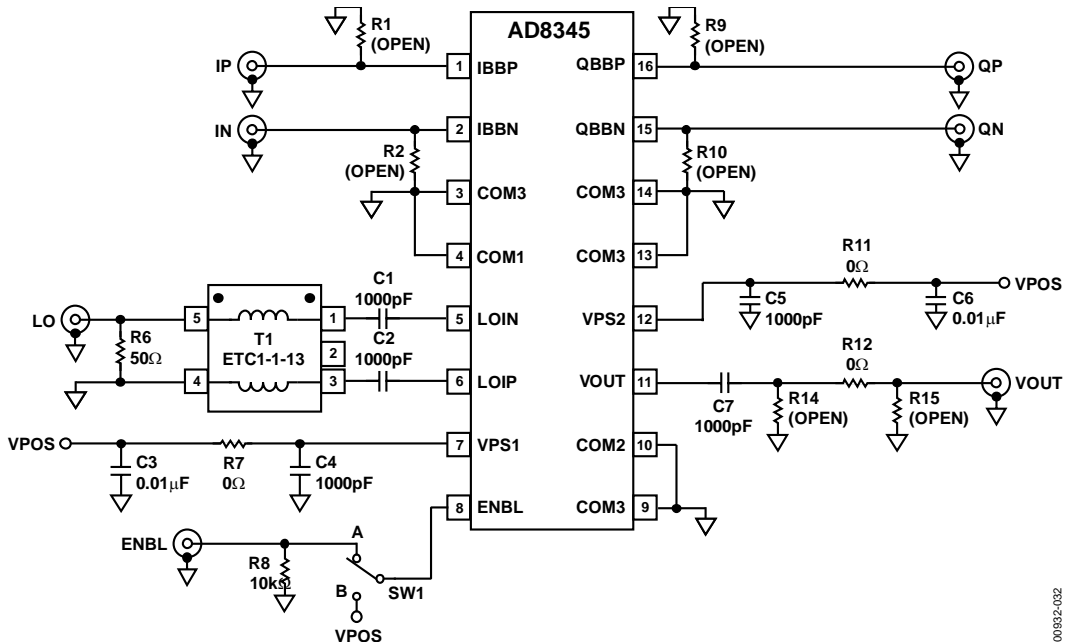 AD8345
R1
(OPEN)
R9
(OPEN)
IP
1
IBBP
QBBP
16
QP
IN
2
IBBN
QBBN
15
QN
R2
(OPEN)
R10
(OPEN)
3
COM3
COM3
14
4
COM1
COM3
13
C1
1000pF
R11
0Ω
VPOS
LO
5
1
5
LOIN
VPS2
12
C5
1000pF
C6
0.01μF
R6
50Ω
T1
ETC1-1-13
2
C2
1000pF
R12
0Ω
4
3
6
LOIP
VOUT
11
VOUT
C7
1000pF
R14
(OPEN)
R15
(OPEN)
VPOS
7
VPS1
COM2
10
C3
0.01μF
R7
0Ω
C4
1000pF
8
ENBL
COM3
9
ENBL
A
R8
10kΩ
SW1
B
VPOS
00932-032